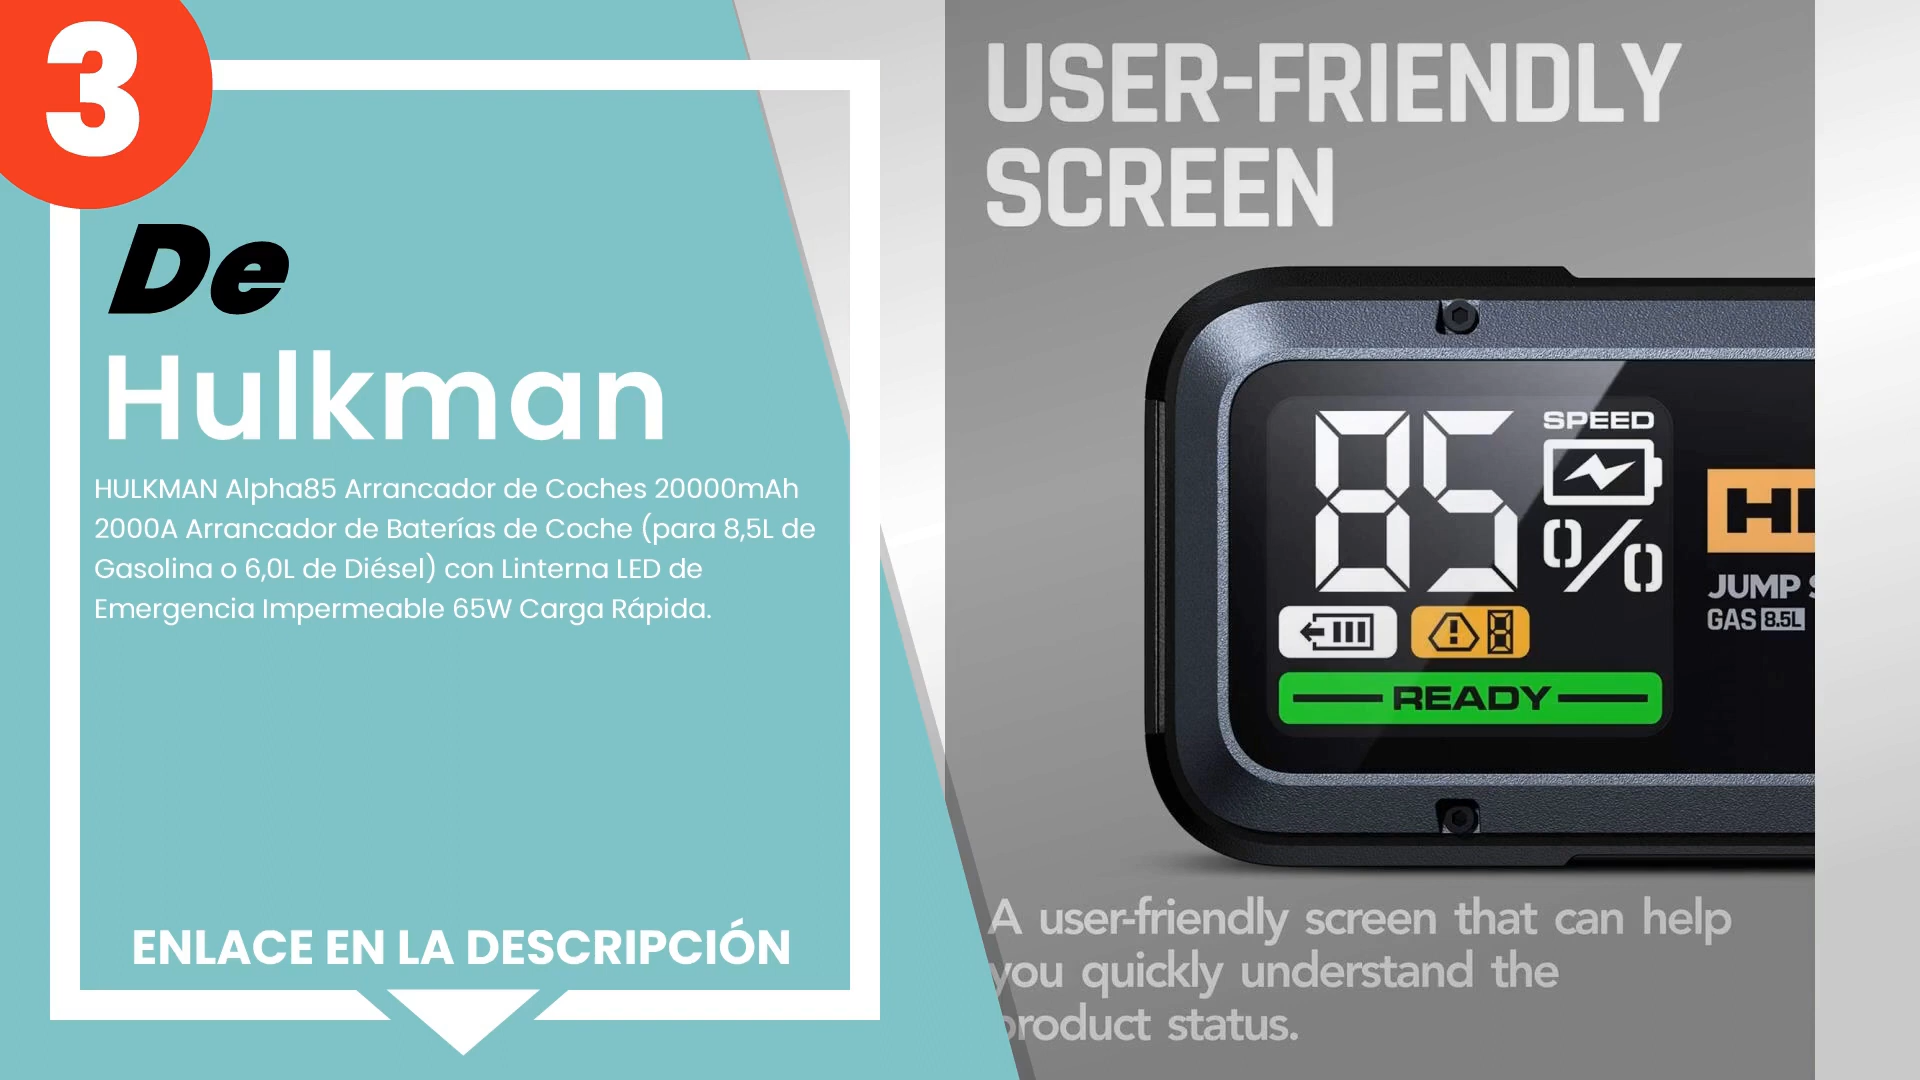 3
De
Hulkman
HULKMAN Alpha85 Arrancador de Coches 20000mAh
2000A Arrancador de Baterías de Coche (para 8,5L de
Gasolina o 6,0L de Diésel) con Linterna LED de
Emergencia Impermeable 65W Carga Rápida.
ENLACE EN LA DESCRIPCIÓN
USER-FRIENDLY
SCREEN
85 %
SPEED
8
READY
H
JUMP S
GAS 8.5L
A user-friendly screen that can help
you quickly understand the
product status.